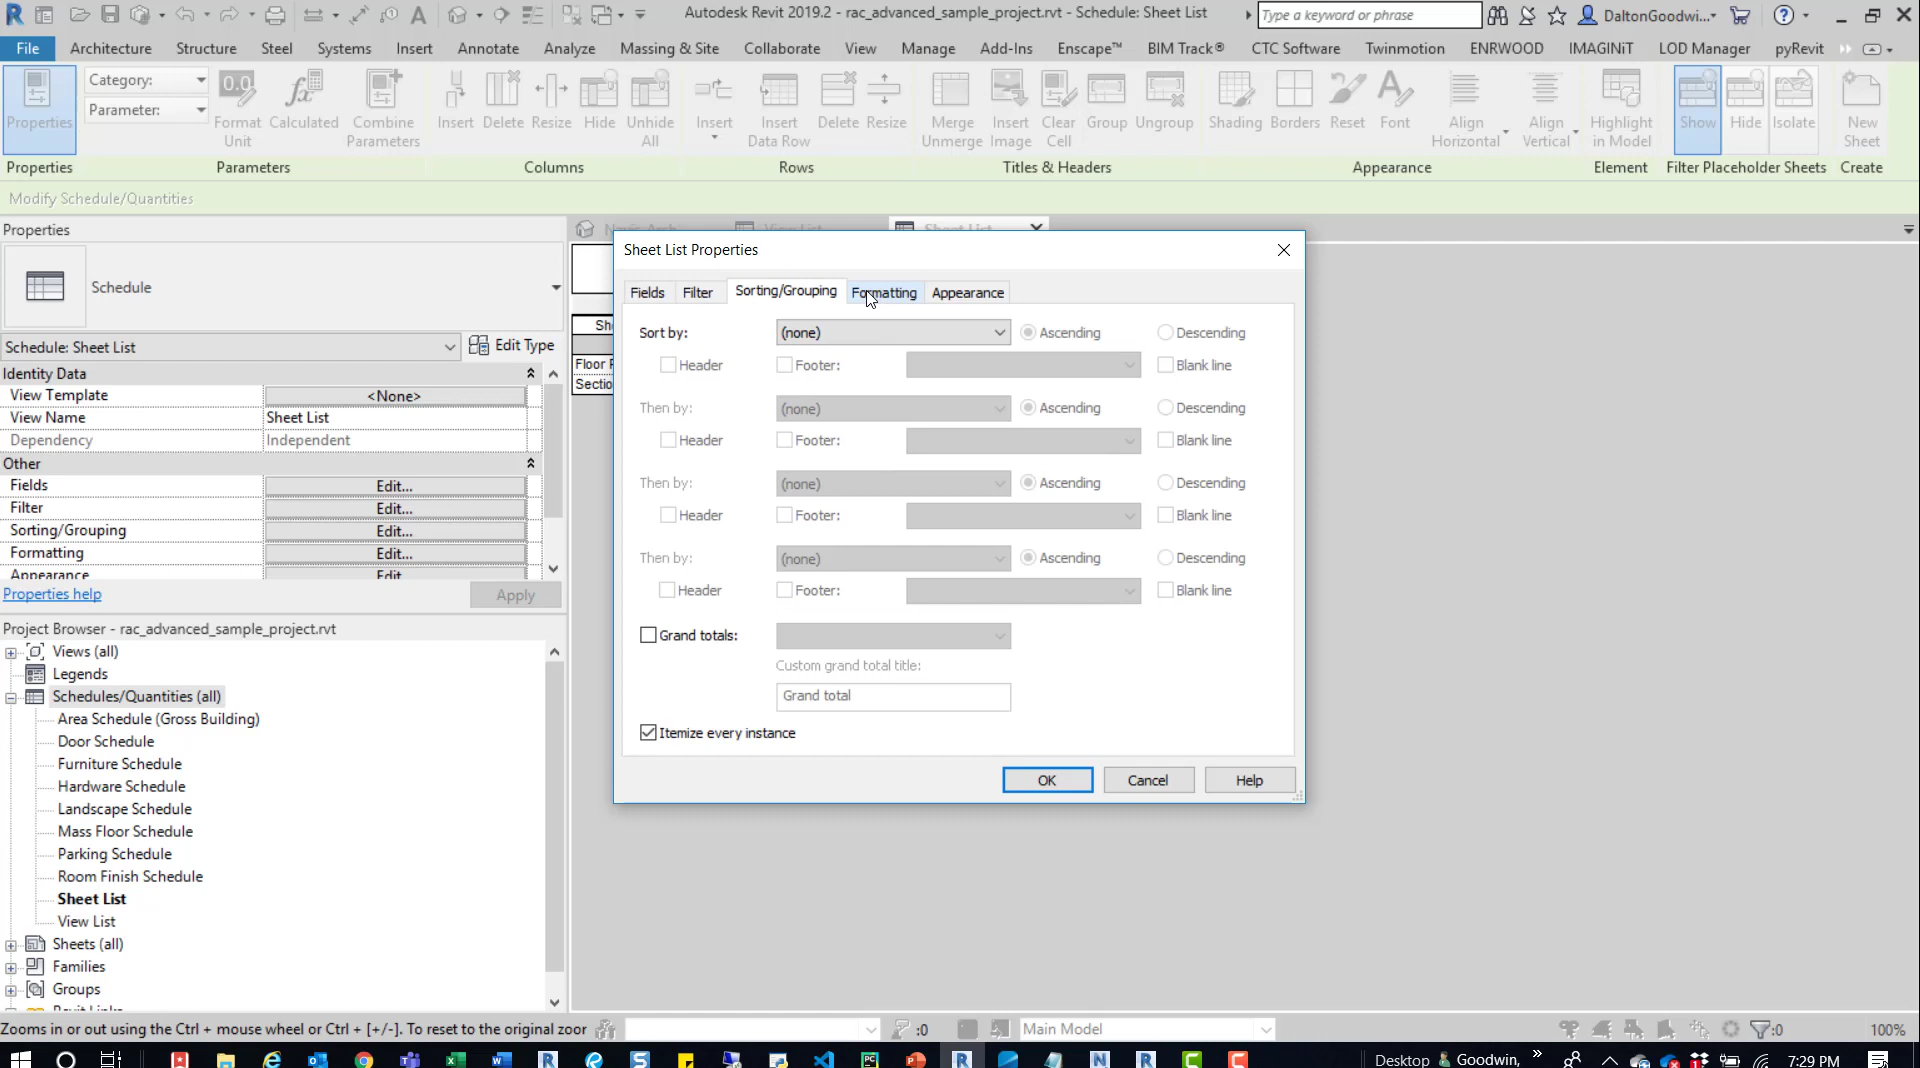 Autodesk Revit 2019.2 - rac_advanced_sample_project.rvt - Schedule: Sheet List
Type a keyword or phrase
DaltonGoodwi...
File Architecture Structure Steel Systems Insert Annotate Analyze Massing & Site Collaborate View Manage Add-Ins Enscape™ BIM Track® CTC Software Twinmotion ENRWOOD IMAGINiT LOD Manager pyRevit
Category:
Parameter:
Properties Format Unit Calculated Combine Parameters Insert Delete Resize Hide Unhide All Insert Insert Data Row Delete Resize Merge Unmerge Insert Image Clear Cell Group Ungroup Shading Borders Reset Font Align Horizontal Align Vertical Highlight in Model Show Hide Isolate New Sheet
Properties Parameters Columns Rows Titles & Headers Appearance Element Filter Placeholder Sheets Create
Modify Schedule/Quantities
Properties
Schedule
Schedule: Sheet List Edit Type
Identity Data
View Template <None>
View Name Sheet List
Dependency Independent
Other
Fields Edit...
Filter Edit...
Sorting/Grouping Edit...
Formatting Edit...
Appearance Edit
Properties help Apply
Project Browser - rac_advanced_sample_project.rvt
Views (all)
Legends
Schedules/Quantities (all)
Area Schedule (Gross Building)
Door Schedule
Furniture Schedule
Hardware Schedule
Landscape Schedule
Mass Floor Schedule
Parking Schedule
Room Finish Schedule
Sheet List
View List
Sheets (all)
Families
Groups
Revit Links
Sheet List
Floor
Sectio
Sheet List Properties
Fields Filter Sorting/Grouping Formatting Appearance
Sort by: (none) Ascending Descending
Header Footer: Blank line
Then by: (none) Ascending Descending
Header Footer: Blank line
Then by: (none) Ascending Descending
Header Footer: Blank line
Then by: (none) Ascending Descending
Header Footer: Blank line
Grand totals:
Custom grand total title:
Grand total
Itemize every instance
OK Cancel Help
Zooms in or out using the Ctrl + mouse wheel or Ctrl + [+/-]. To reset to the original zoor :0 Main Model :0 100%
Desktop Goodwin, 7:29 PM